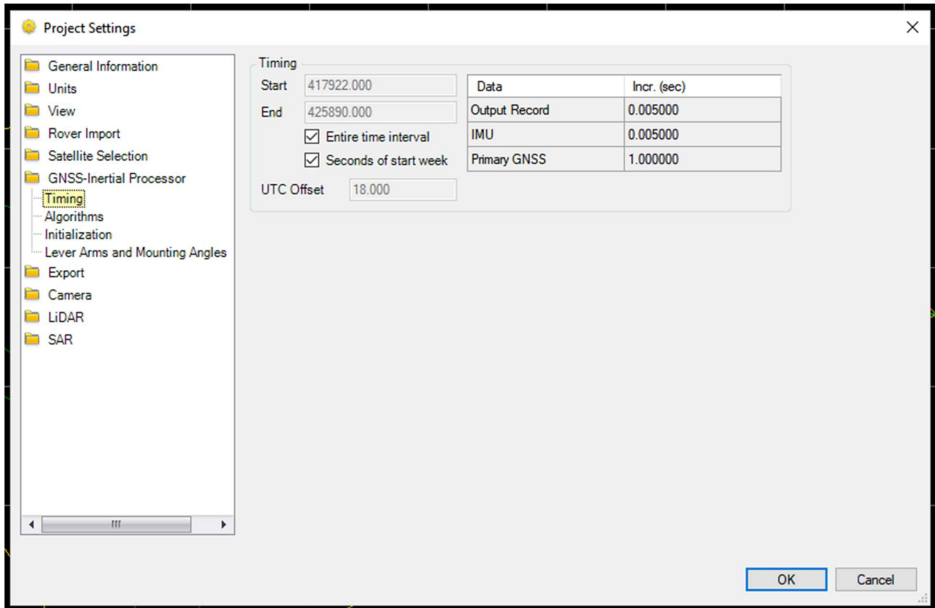 Project Settings
General Information
Units
View
Rover Import
Satellite Selection
GNSS-Inertial Processor
Timing
Algorithms
Initialization
Lever Arms and Mounting Angles
Export
Camera
LiDAR
SAR
Timing
Start 417922.000
End 425890.000
Entire time interval
Seconds of start week
UTC Offset 18.000
Data Incr. (sec)
Output Record 0.005000
IMU 0.005000
Primary GNSS 1.000000
OK Cancel